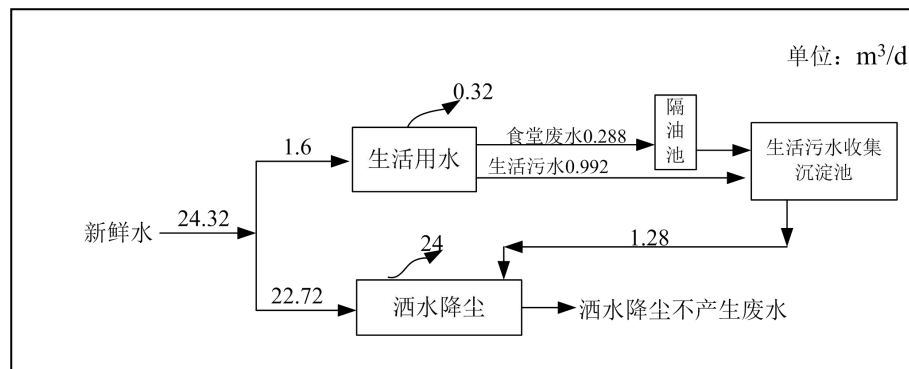 单位：m³/d
0.32
隔油池
食堂废水0.288
1.6
生活用水
生活污水收集
沉淀池
生活污水0.992
24.32
新鲜水
24
1.28
22.72
洒水降尘
洒水降尘不产生废水